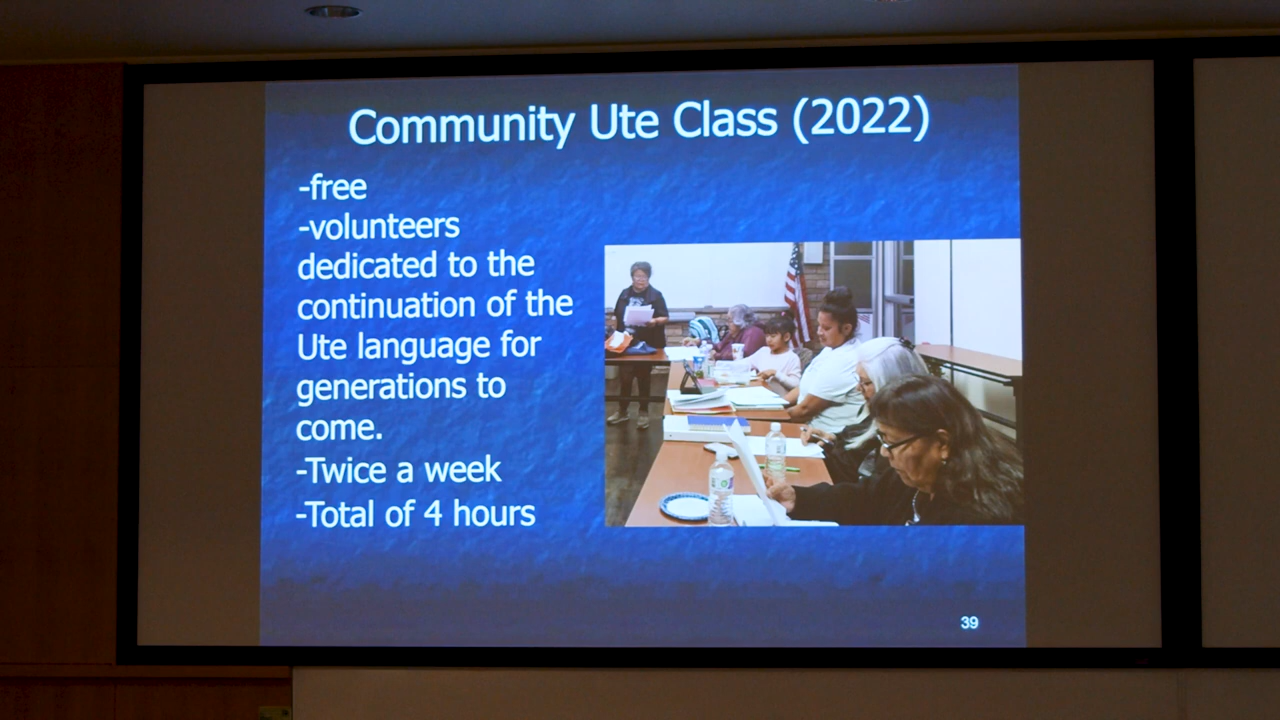 Community Ute Class (2022)
-free
-volunteers
dedicated to the
continuation of the
Ute language for
generations to
come.
-Twice a week
-Total of 4 hours
39